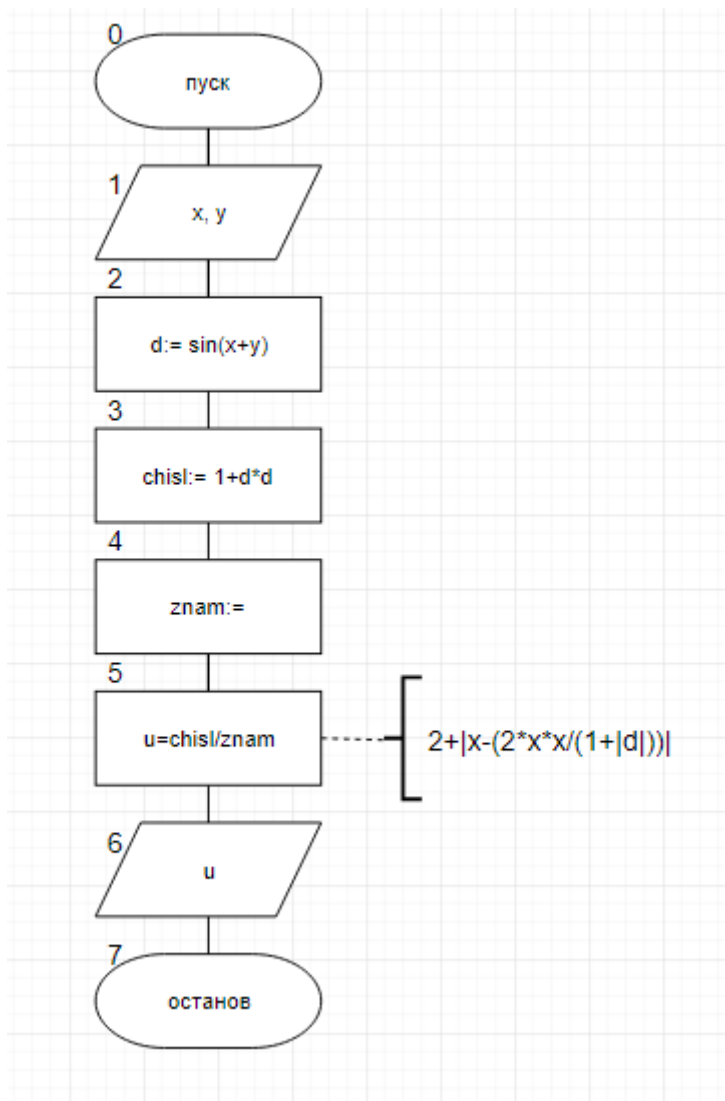 0
пуск
1
x, y
2
d:= sin(x+y)
3
chisl:= 1+d*d
4
znam:=
5
u=chisl/znam
2+|x-(2*x*x/(1+|d|))|
6
u
7
останов